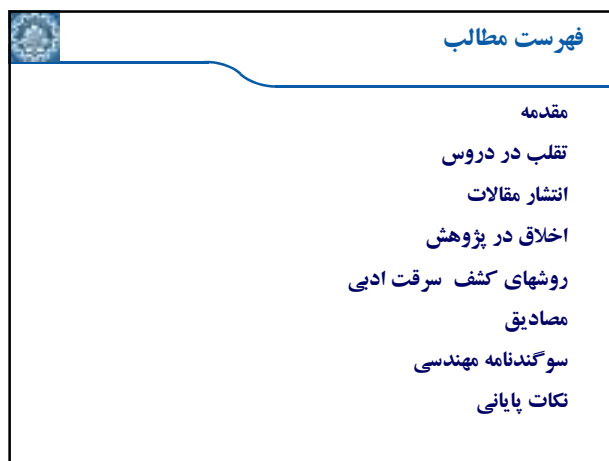 فهرست مطالب
مقدمه
تقلب در دروس
انتشار مقالات
اخلاق در پژوهش
روشهای کشف سرقت ادبی
مصادیق
سوگندنامه مهندسی
نکات پایانی